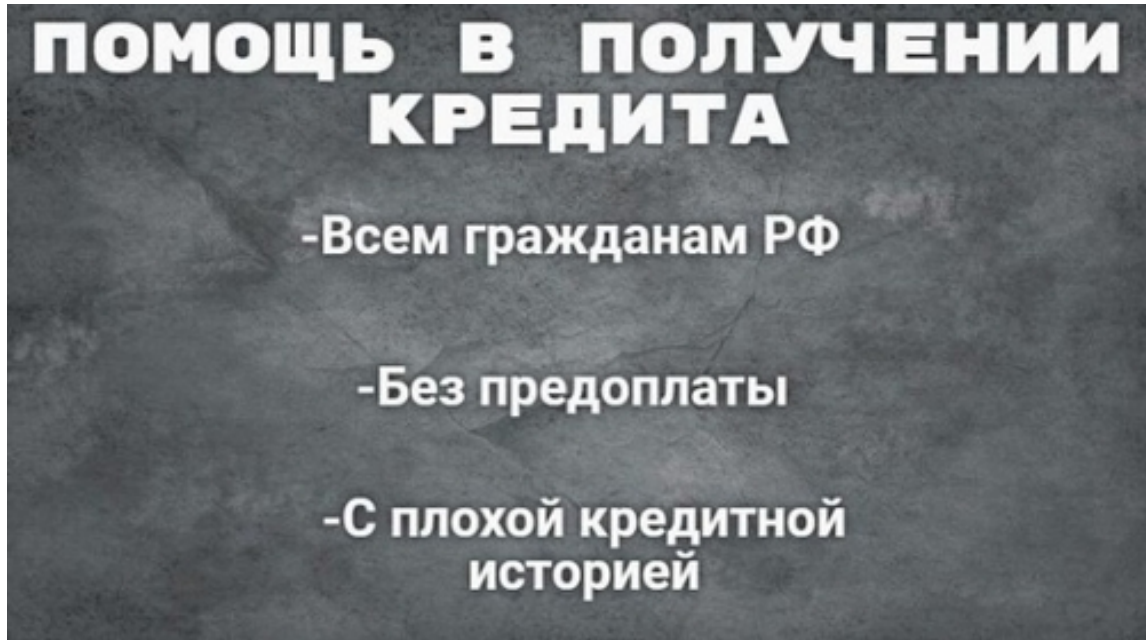 ПОМОЩЬ В ПОЛУЧЕНИИ
КРЕДИТА
-Всем гражданам РФ
-Без предоплаты
-С плохой кредитной
историей